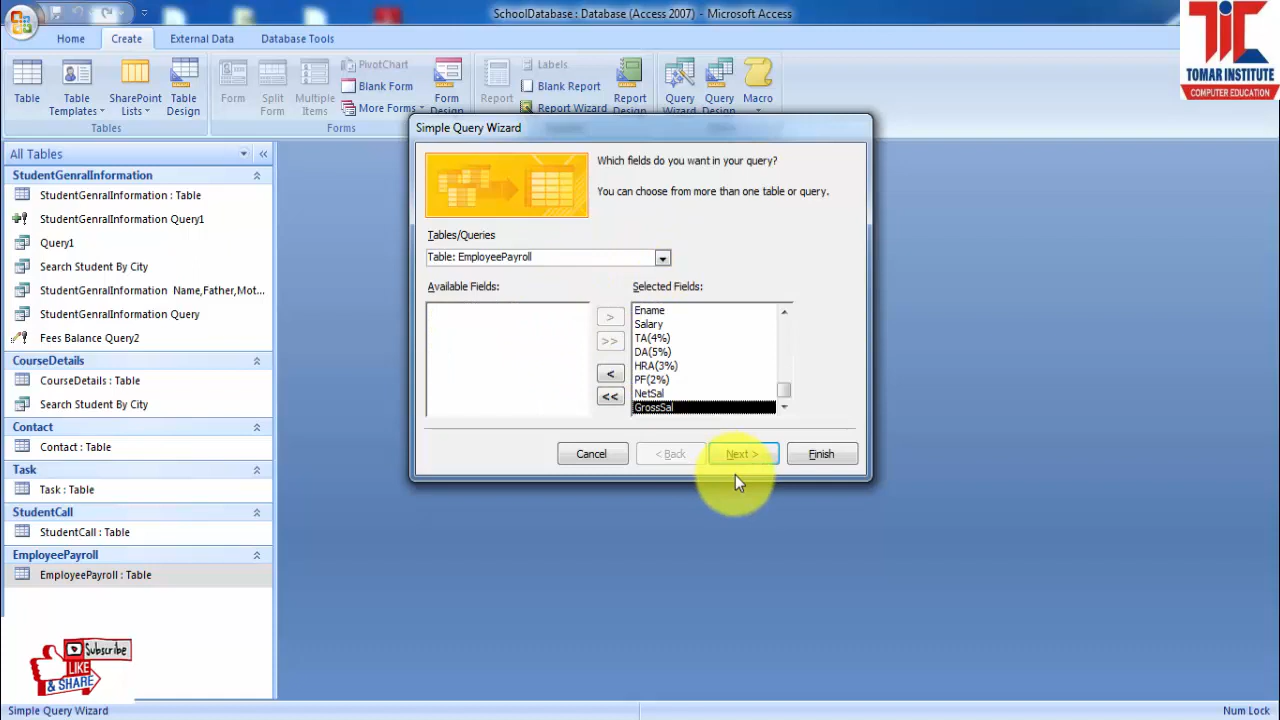 SchoolDatabase : Database (Access 2007) - Microsoft Access
Home Create External Data Database Tools
Table
Table Templates
SharePoint Lists
Table Design
Tables
Form
Split Form
Multiple Items
PivotChart
Blank Form
More Forms
Form Design
Forms
Report
Labels
Blank Report
Report Wizard
Report Design
Query Wizard
Query Design
Macro
TIC
TOMAR INSTITUTE
COMPUTER EDUCATION
All Tables
StudentGenralInformation
StudentGenralInformation : Table
StudentGenralInformation Query1
Query1
Search Student By City
StudentGenralInformation Name,Father,Mot...
StudentGenralInformation Query
Fees Balance Query2
CourseDetails
CourseDetails : Table
Search Student By City
Contact
Contact : Table
Task
Task : Table
StudentCall
StudentCall : Table
EmployeePayroll
EmployeePayroll : Table
Simple Query Wizard
Which fields do you want in your query?
You can choose from more than one table or query.
Tables/Queries
Table: EmployeePayroll
Available Fields:
Selected Fields:
>
>>
<
<<
Ename
Salary
TA(4%)
DA(5%)
HRA(3%)
PF(2%)
NetSal
GrossSal
Cancel
< Back
Next >
Finish
Subscribe
LIKE
& SHARE
Simple Query Wizard
Num Lock